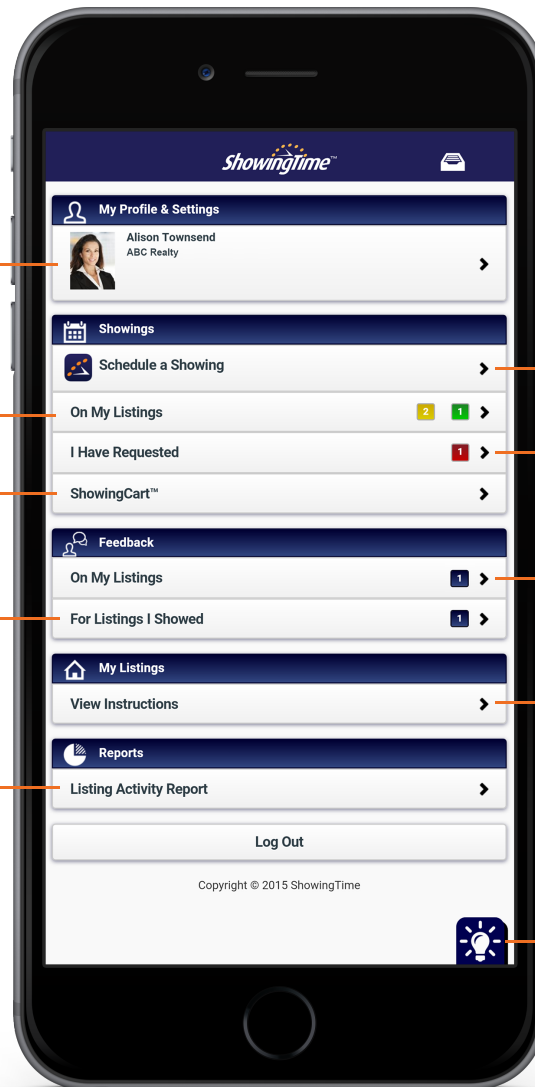 ShowingTime™
My Profile & Settings
Alison Townsend
ABC Realty
Showings
Schedule a Showing
On My Listings 2 1
I Have Requested 1
ShowingCart™
Feedback
On My Listings 1
For Listings I Showed 1
My Listings
View Instructions
Reports
Listing Activity Report
Log Out
Copyright © 2015 ShowingTime